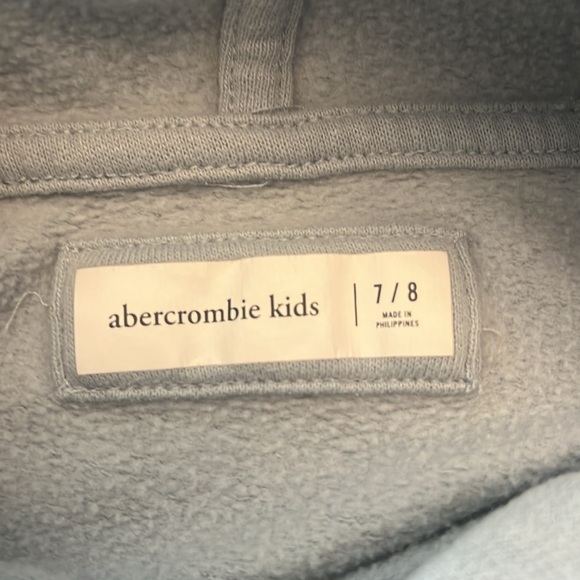 abercrombie kids
7 / 8
MADE IN
PHILIPPINES